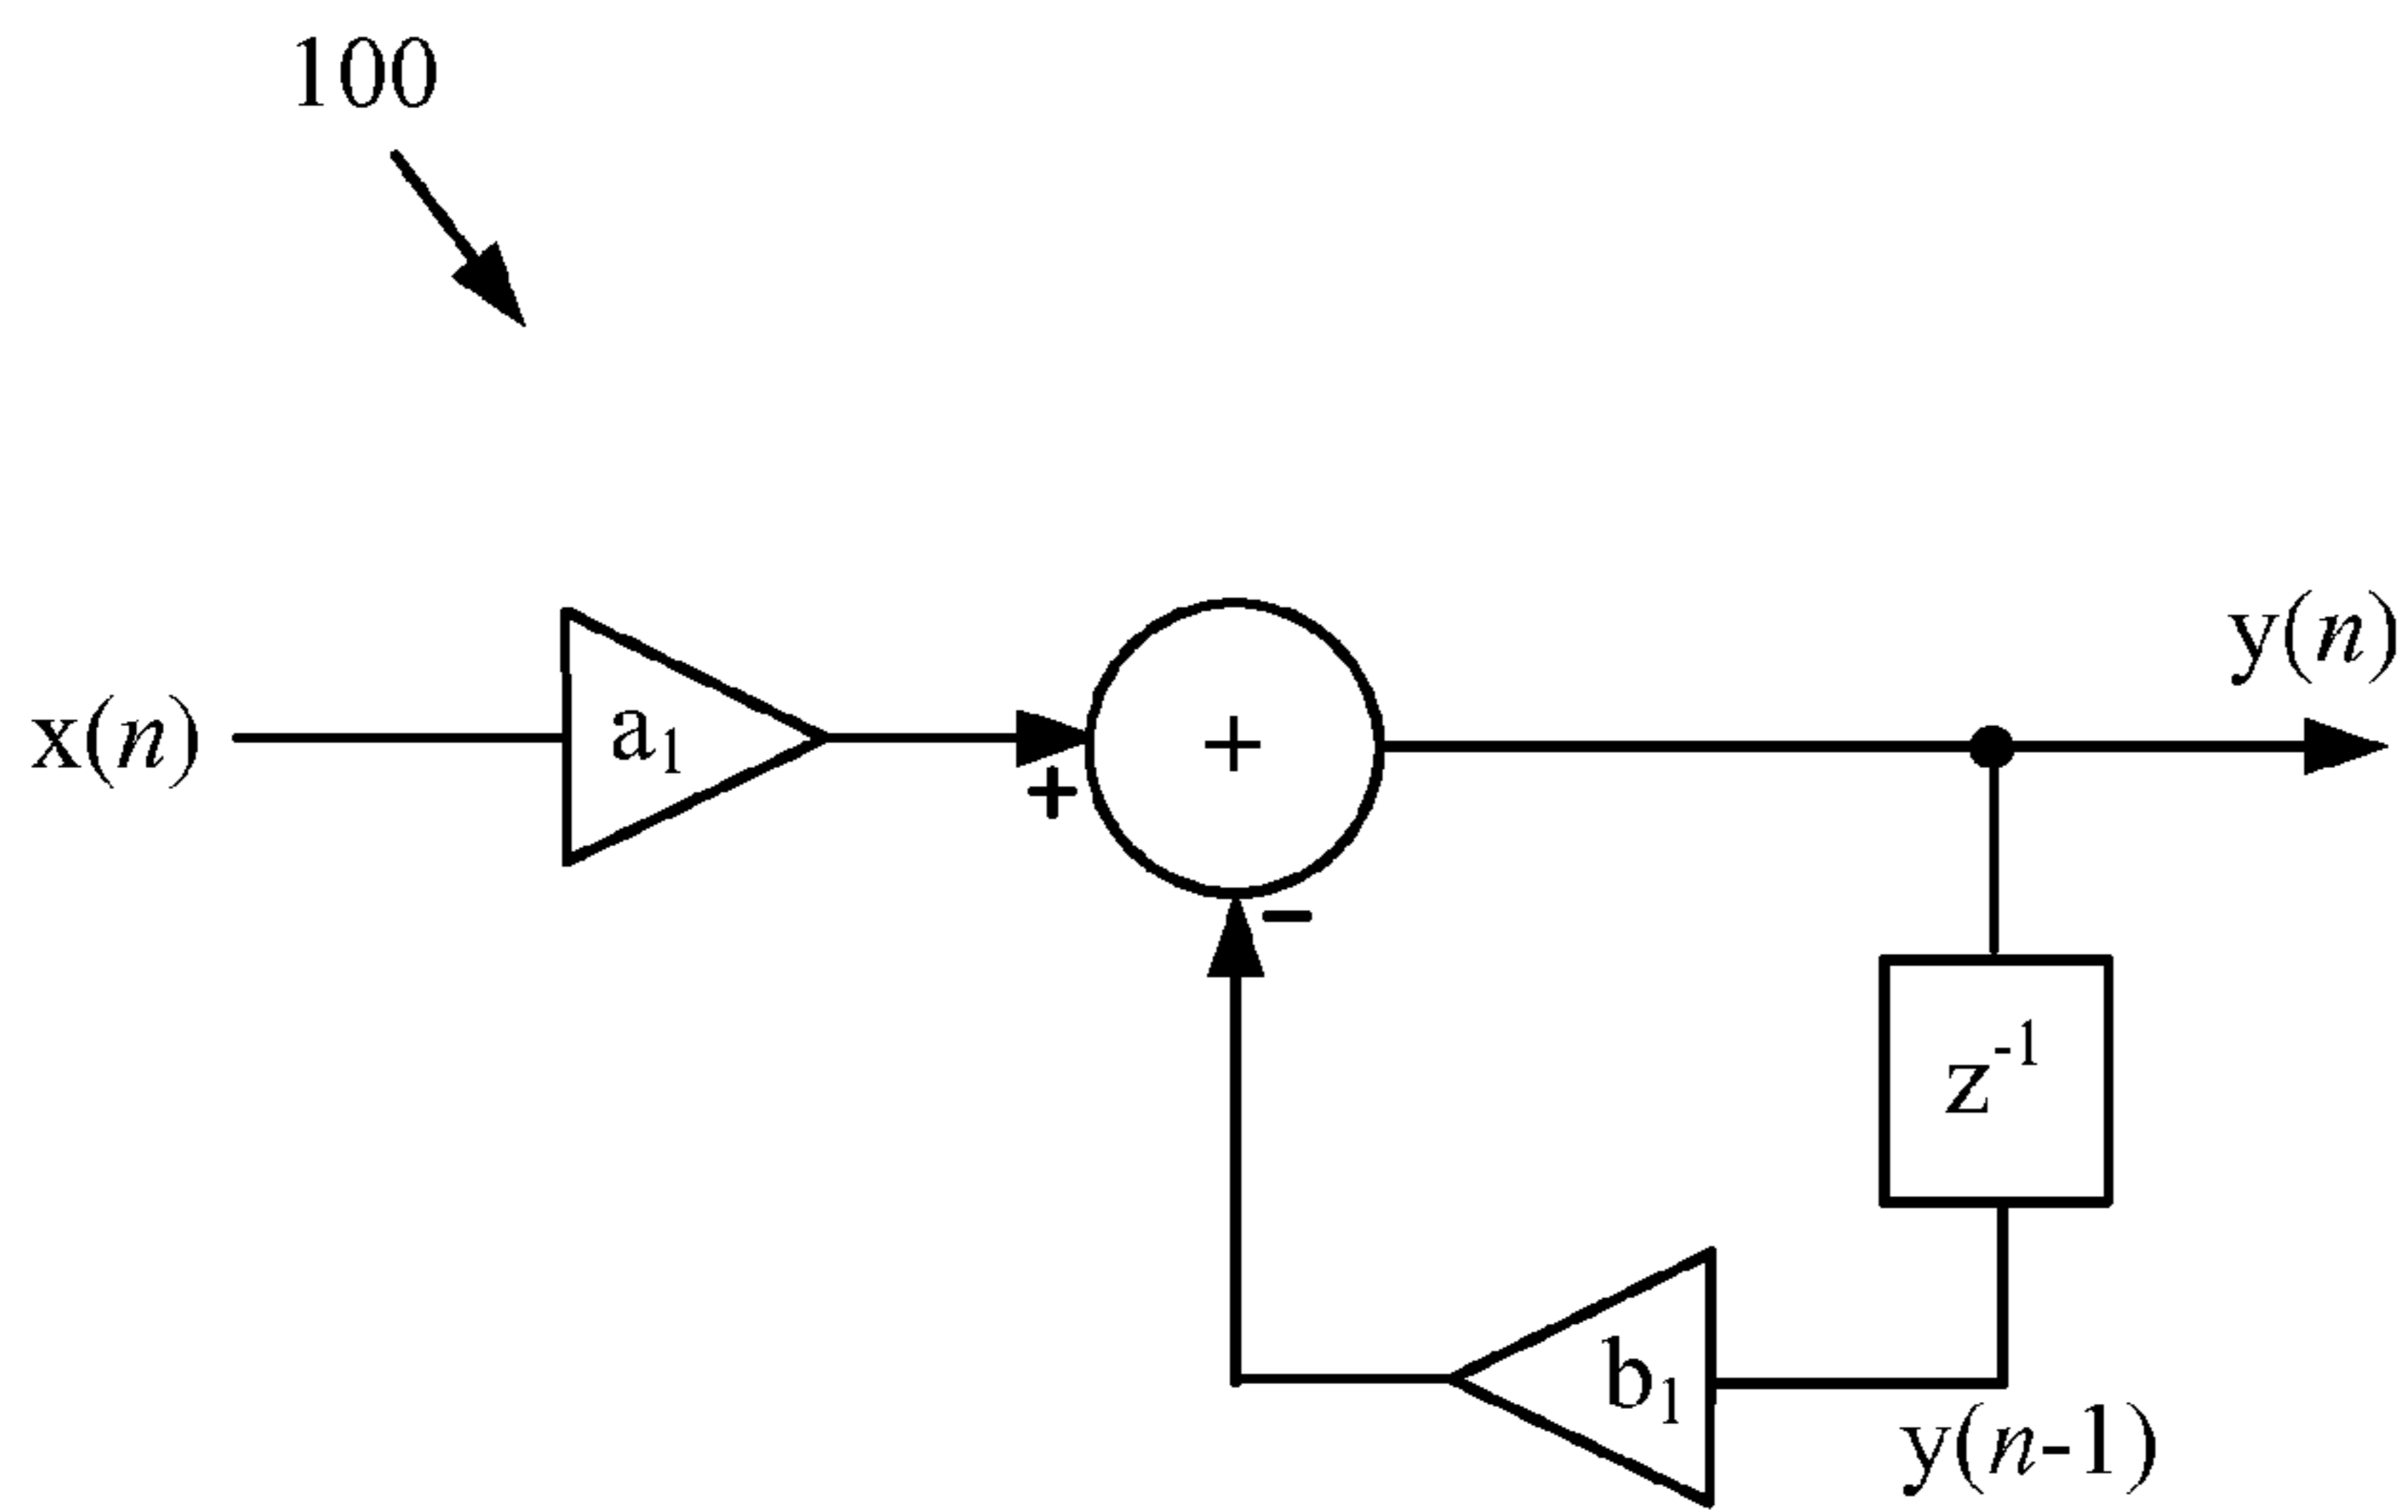 100
y(n)
x(n)
a₁
+
+
-
z⁻¹
b₁
y(n-1)